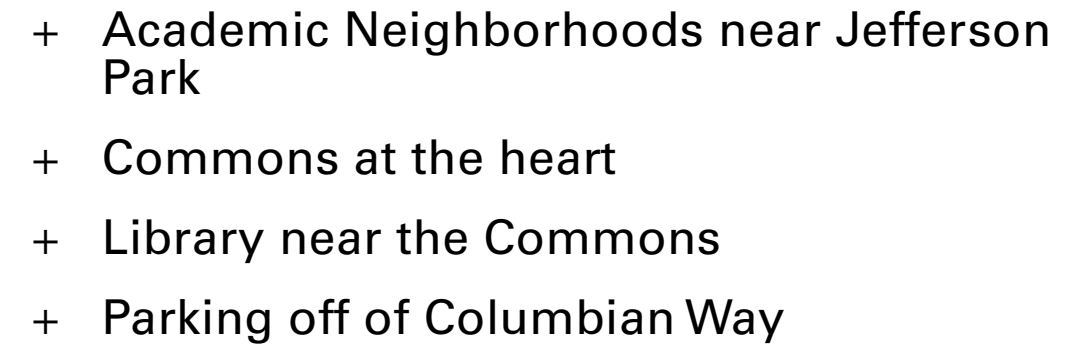 + Academic Neighborhoods near Jefferson
Park
+ Commons at the heart
+ Library near the Commons
+ Parking off of Columbian Way